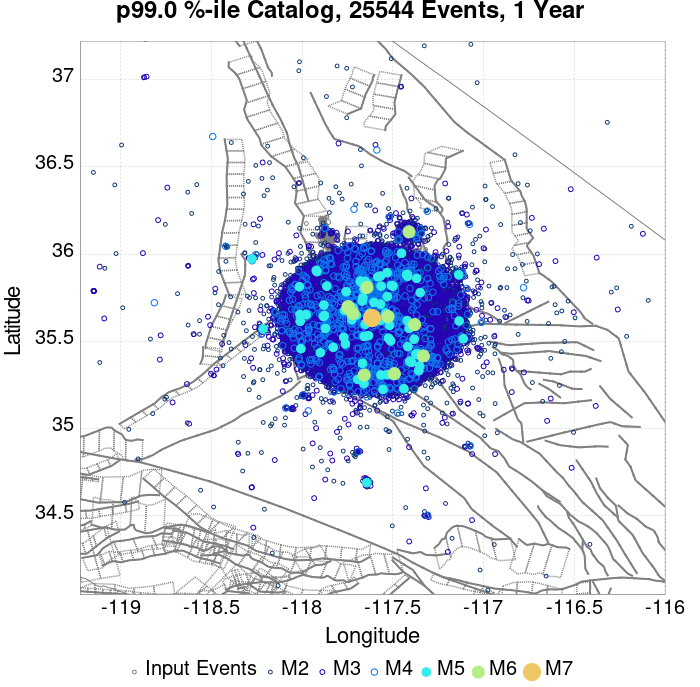 p99.0 %-ile Catalog, 25544 Events, 1 Year
37
36.5
36
35.5
35
34.5
Latitude
-119 -118.5 -118 -117.5 -117 -116.5 -116
Longitude
Input Events M2 M3 M4 M5 M6 M7